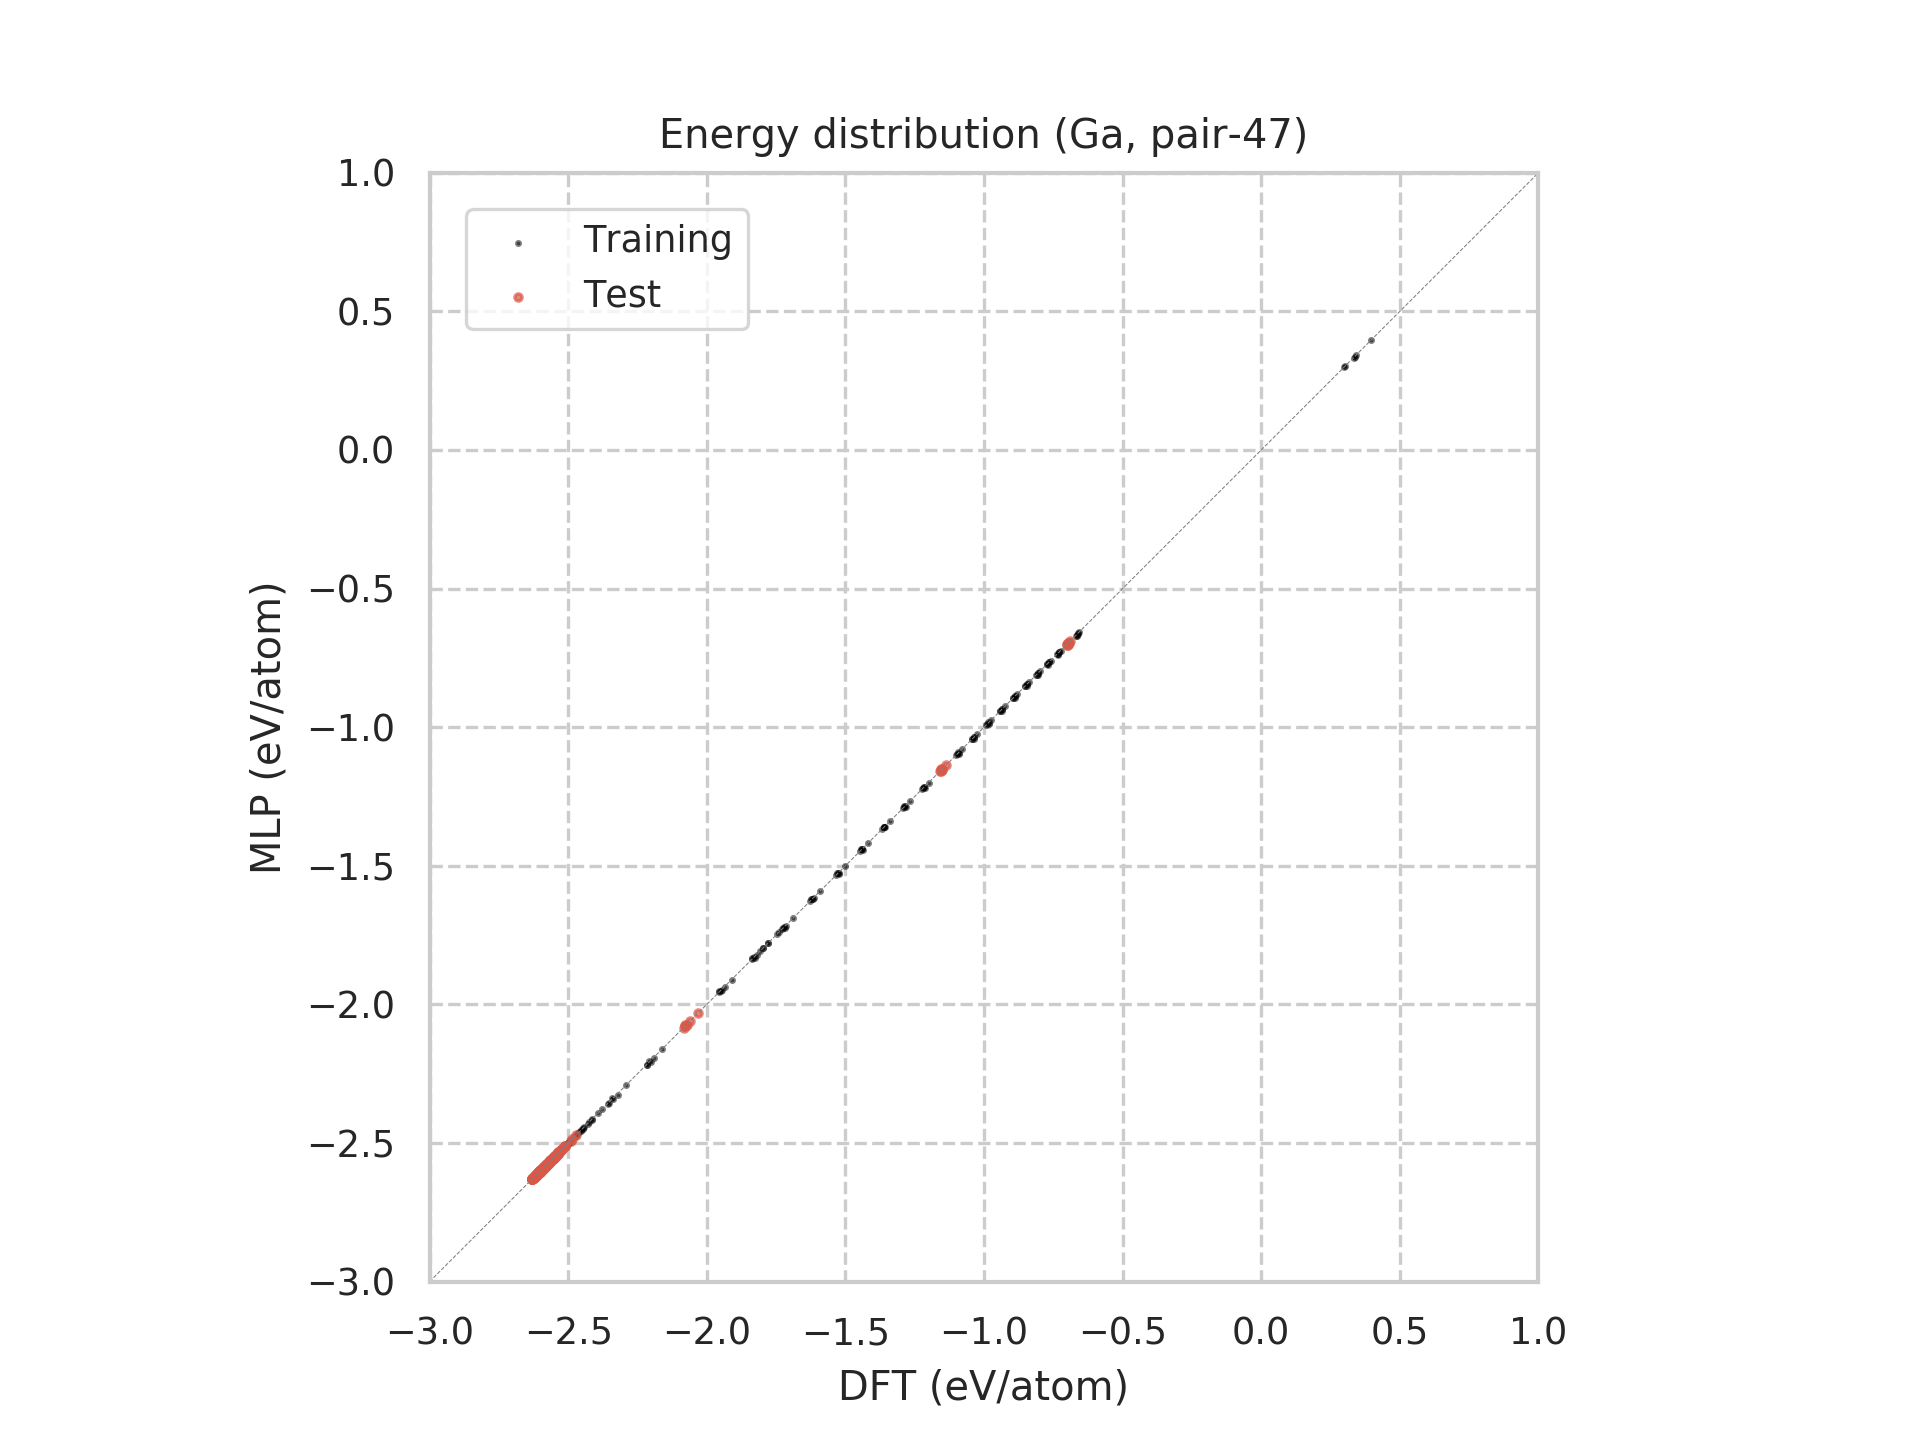 Energy distribution (Ga, pair-47)
1.0
0.5
0.0
−0.5
−1.0
−1.5
−2.0
−2.5
−3.0
MLP (eV/atom)
Training
Test
−3.0 −2.5 −2.0 −1.5 −1.0 −0.5 0.0 0.5 1.0
DFT (eV/atom)